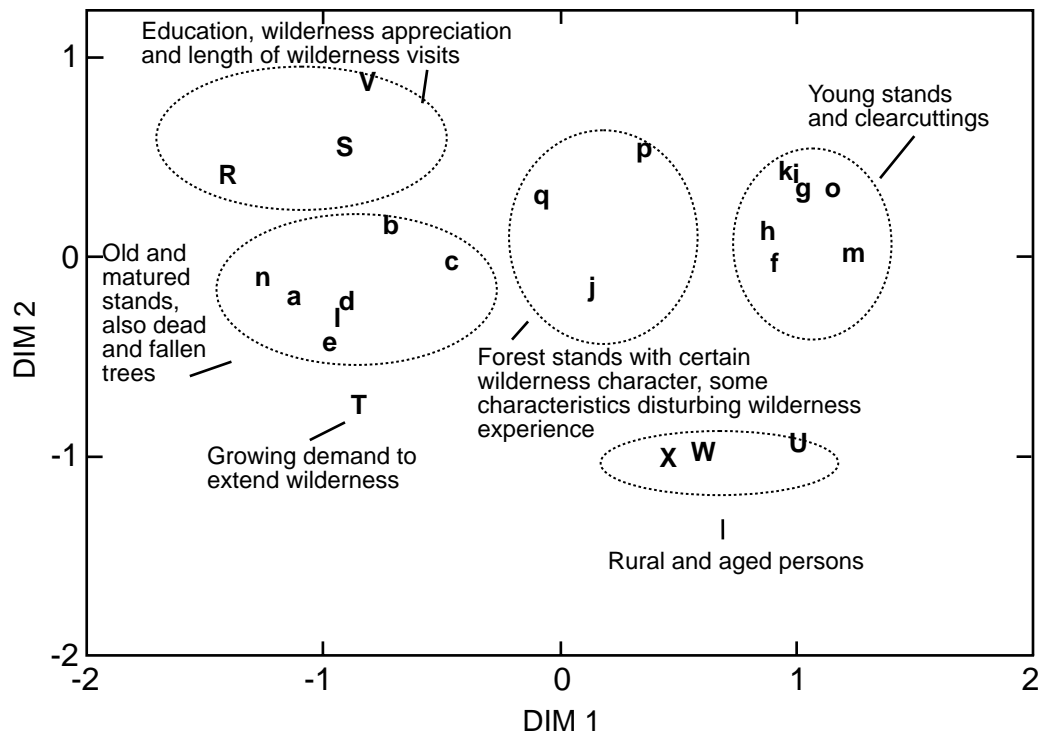 Education, wilderness appreciation
and length of wilderness visits
V
S
R
Young stands
and clearcuttings
p
q
j
k i
g o
h
f m
b
c
n
a d
l
e
Old and
matured
stands,
also dead
and fallen
trees
T
Growing demand to
extend wilderness
Forest stands with certain
wilderness character, some
characteristics disturbing wilderness
experience
X W U
Rural and aged persons
1
0
-1
-2
DIM 2
-2 -1 0 1 2
DIM 1